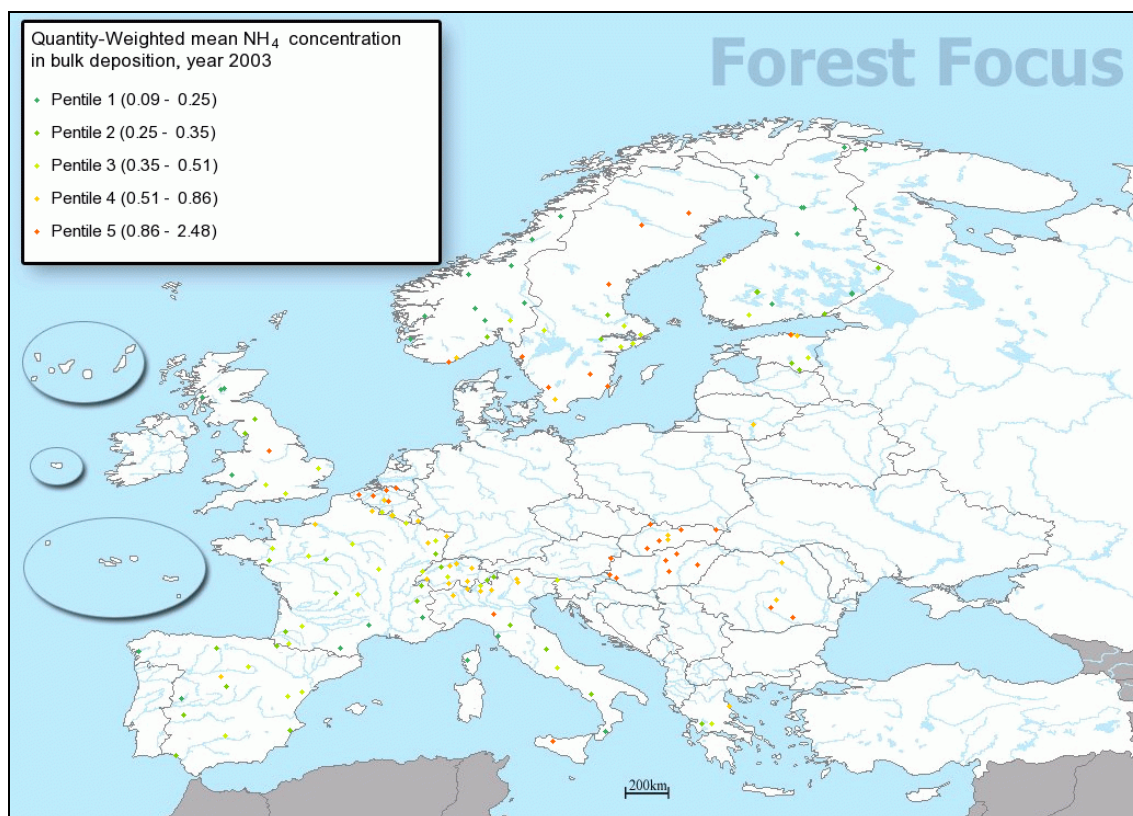 Quantity-Weighted mean NH4 concentration
in bulk deposition, year 2003
Pentile 1 (0.09 - 0.25)
Pentile 2 (0.25 - 0.35)
Pentile 3 (0.35 - 0.51)
Pentile 4 (0.51 - 0.86)
Pentile 5 (0.86 - 2.48)
Forest Focus
200km